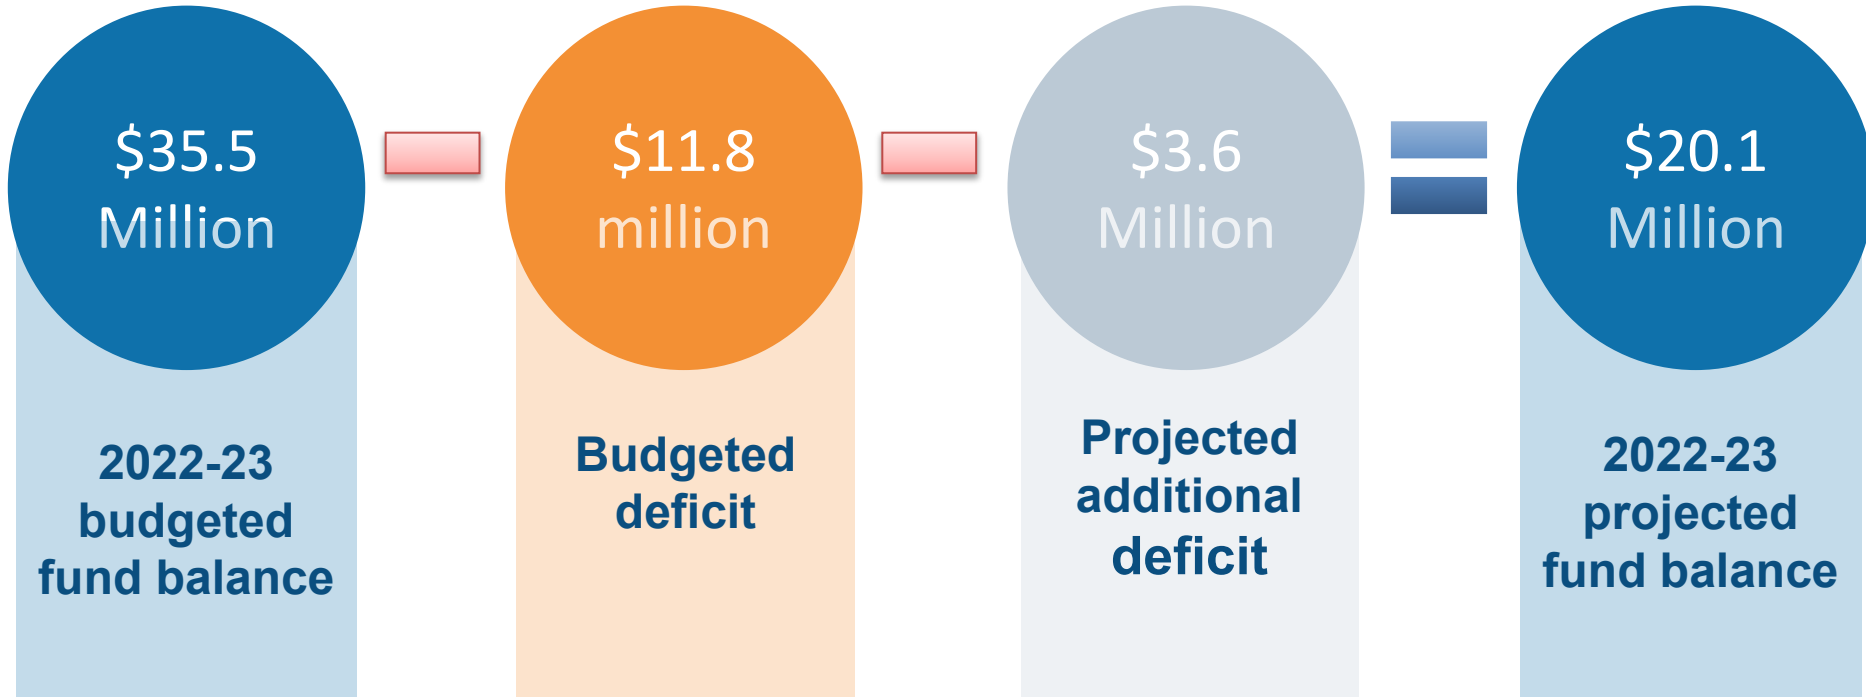 $35.5
Million
2022-23
budgeted
fund balance
$11.8
million
Budgeted
deficit
$3.6
Million
Projected
additional
deficit
$20.1
Million
2022-23
projected
fund balance